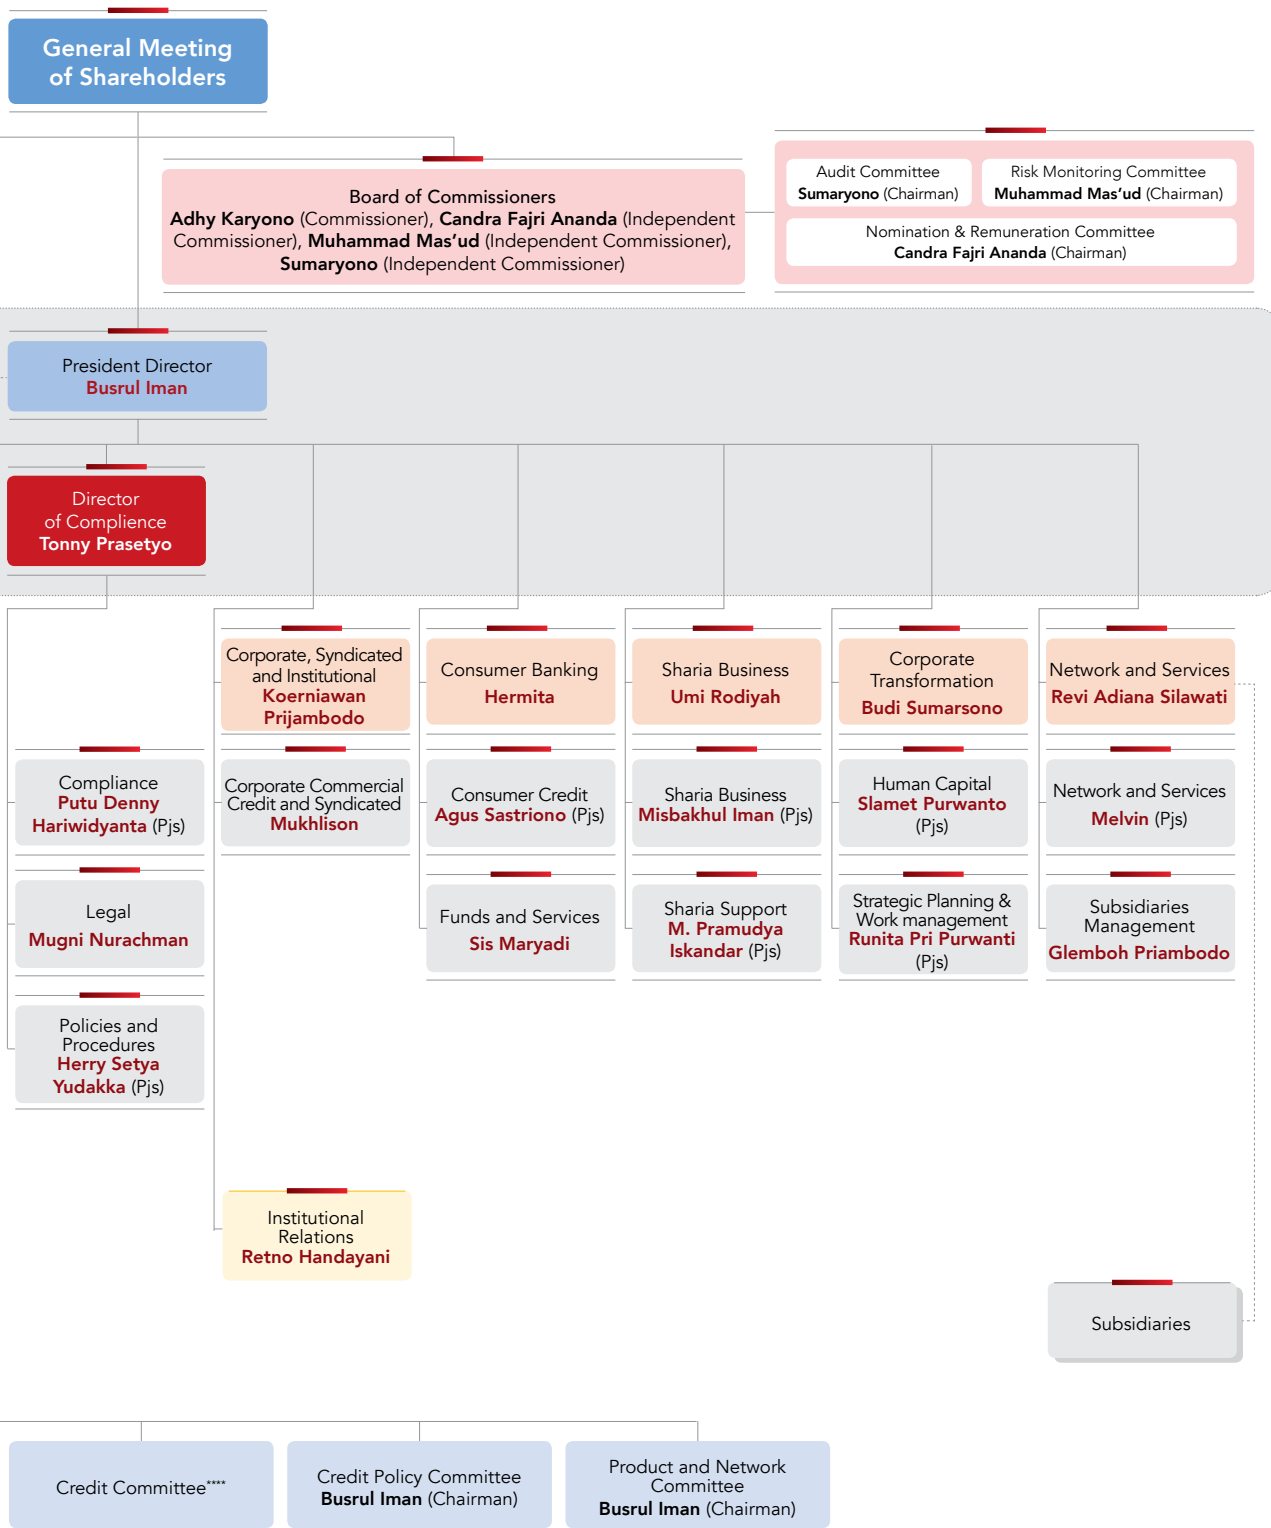 General Meeting
of Shareholders
Board of Commissioners
Adhy Karyono (Commissioner), Candra Fajri Ananda (Independent
Commissioner), Muhammad Mas'ud (Independent Commissioner),
Sumaryono (Independent Commissioner)
Audit Committee
Sumaryono (Chairman)
Risk Monitoring Committee
Muhammad Mas'ud (Chairman)
Nomination & Remuneration Committee
Candra Fajri Ananda (Chairman)
President Director
Busrul Iman
Director
of Complience
Tonny Prasetyo
Compliance
Putu Denny
Hariwidyanta (Pjs)
Legal
Mugni Nurachman
Policies and
Procedures
Herry Setya
Yudakka (Pjs)
Corporate, Syndicated
and Institutional
Koerniawan
Prijambodo
Corporate Commercial
Credit and Syndicated
Mukhlison
Institutional
Relations
Retno Handayani
Consumer Banking
Hermita
Consumer Credit
Agus Sastriono (Pjs)
Funds and Services
Sis Maryadi
Sharia Business
Umi Rodiyah
Sharia Business
Misbakhul Iman (Pjs)
Sharia Support
M. Pramudya
Iskandar (Pjs)
Corporate
Transformation
Budi Sumarsono
Human Capital
Slamet Purwanto
(Pjs)
Strategic Planning &
Work management
Runita Pri Purwanti
(Pjs)
Network and Services
Revi Adiana Silawati
Network and Services
Melvin (Pjs)
Subsidiaries
Management
Glemboh Priambodo
Subsidiaries
Credit Committee****
Credit Policy Committee
Busrul Iman (Chairman)
Product and Network
Committee
Busrul Iman (Chairman)